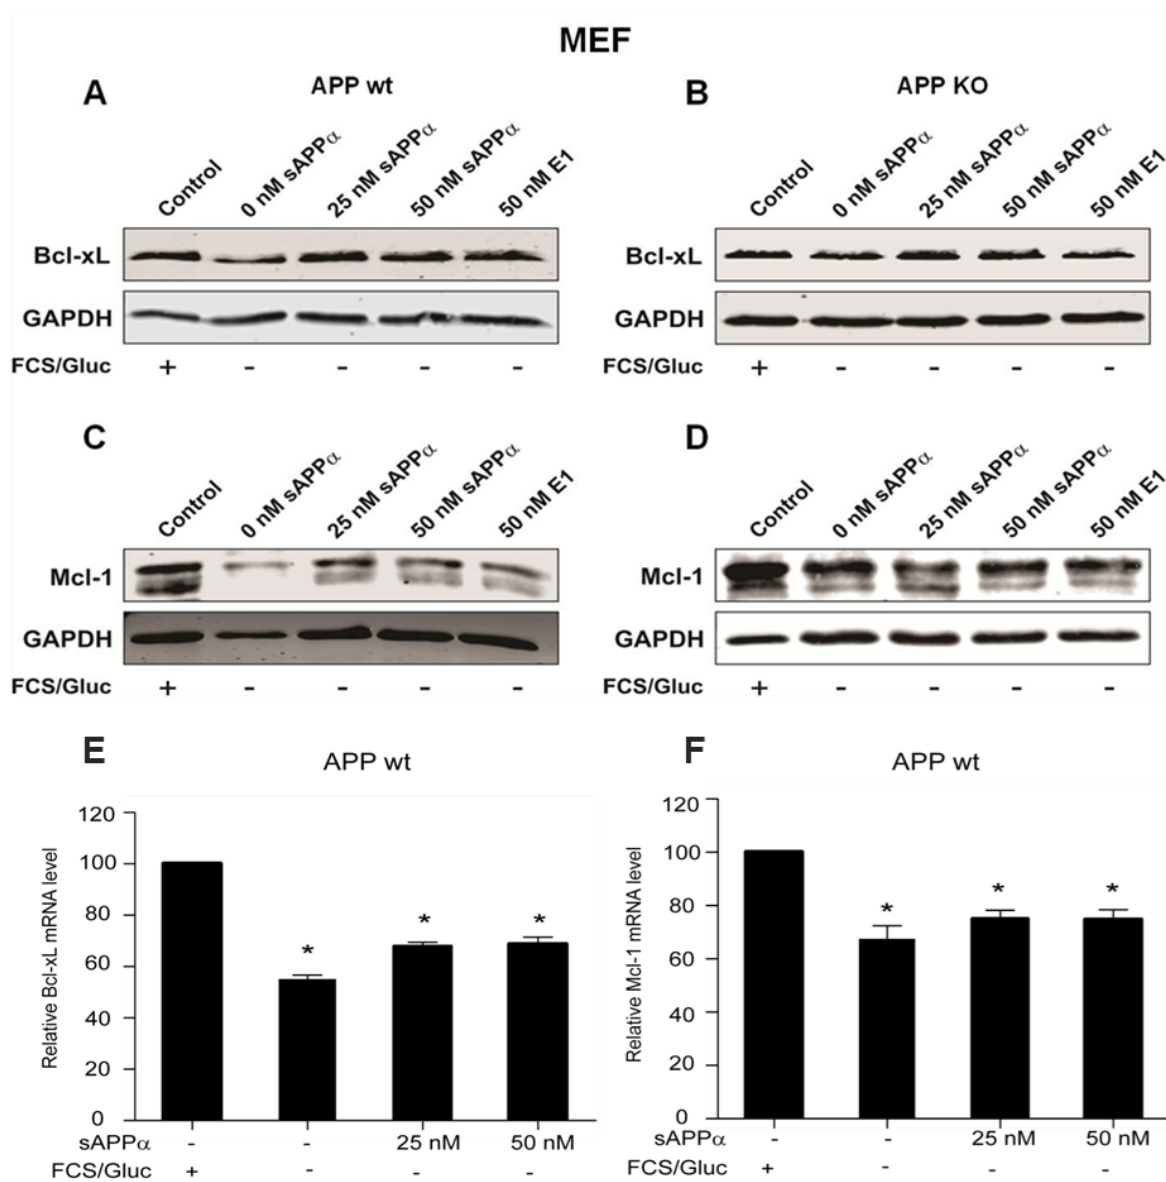 MEF
A APP wt
Control 0 nM sAPPα 25 nM sAPPα 50 nM sAPPα 50 nM E1
Bcl-xL
GAPDH
FCS/Gluc + - - - -
B APP KO
Control 0 nM sAPPα 25 nM sAPPα 50 nM sAPPα 50 nM E1
Bcl-xL
GAPDH
FCS/Gluc + - - - -
C
Control 0 nM sAPPα 25 nM sAPPα 50 nM sAPPα 50 nM E1
Mcl-1
GAPDH
FCS/Gluc + - - - -
D
Control 0 nM sAPPα 25 nM sAPPα 50 nM sAPPα 50 nM E1
Mcl-1
GAPDH
FCS/Gluc + - - - -
E APP wt
Relative Bcl-xL mRNA level
120
100
80
60
40
20
0
* * *
sAPPα - - 25 nM 50 nM
FCS/Gluc + - - -
F APP wt
Relative Mcl-1 mRNA level
120
100
80
60
40
20
0
* * *
sAPPα - - 25 nM 50 nM
FCS/Gluc + - - -